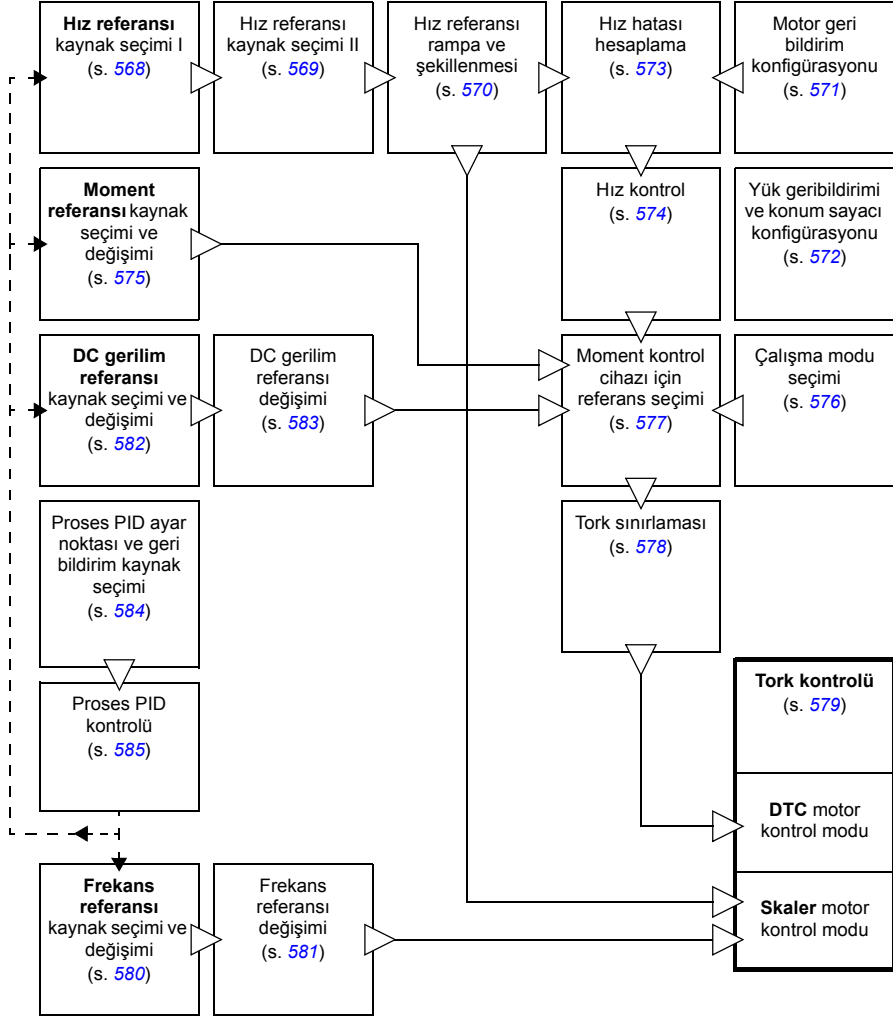 Hız referansı
kaynak seçimi I
(s. 568)
Hız referansı
kaynak seçimi II
(s. 569)
Hız referansı
rampa ve
şekillenmesi
(s. 570)
Hız hatası
hesaplama
(s. 573)
Motor geri
bildirim
konfigürasyonu
(s. 571)
Moment
referansı kaynak
seçimi ve
değişimi
(s. 575)
Hız kontrol
(s. 574)
Yük geribildirimi
ve konum sayacı
konfigürasyonu
(s. 572)
DC gerilim
referansı
kaynak seçimi ve
değişimi
(s. 582)
DC gerilim
referansı
değişimi
(s. 583)
Moment kontrol
cihazı için
referans seçimi
(s. 577)
Çalışma modu
seçimi
(s. 576)
Proses PID ayar
noktası ve geri
bildirim kaynak
seçimi
(s. 584)
Tork sınırlaması
(s. 578)
Proses PID
kontrolü
(s. 585)
Tork kontrolü
(s. 579)
DTC motor
kontrol modu
Skaler motor
kontrol modu
Frekans
referansı
kaynak seçimi ve
değişimi
(s. 580)
Frekans
referansı
değişimi
(s. 581)